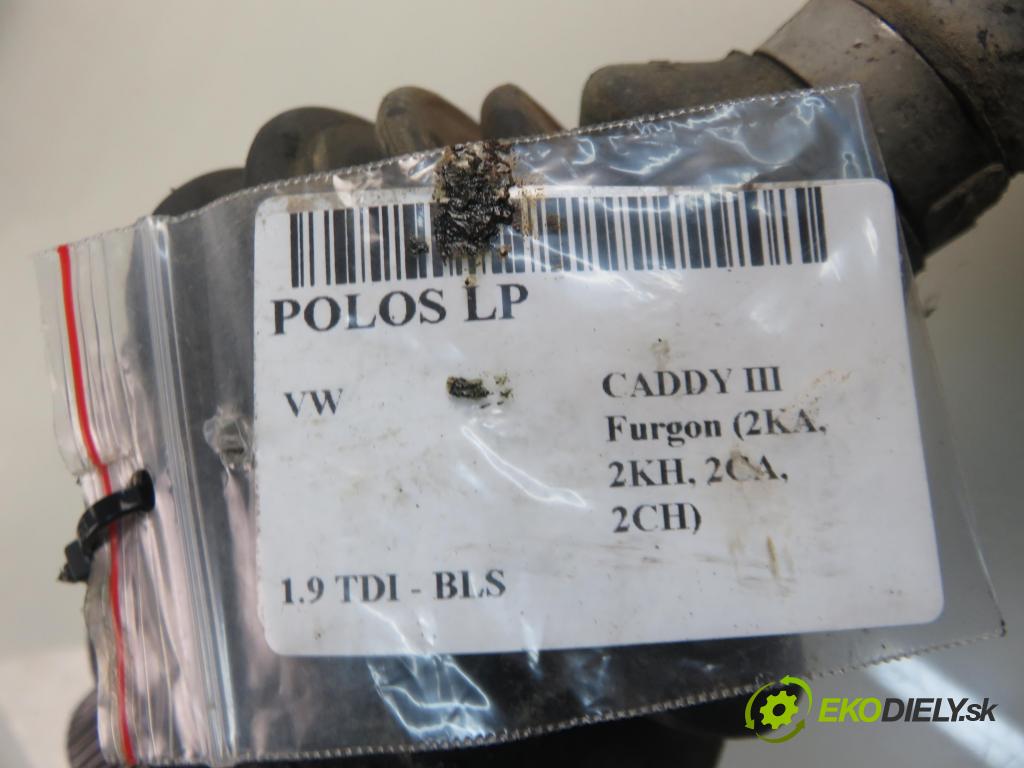 POLOS LP
VW
CADDY III
Furgon (2KA,
2KH, 2CA,
2CH)
1.9 TDI - BLS
EKODIELY.sk